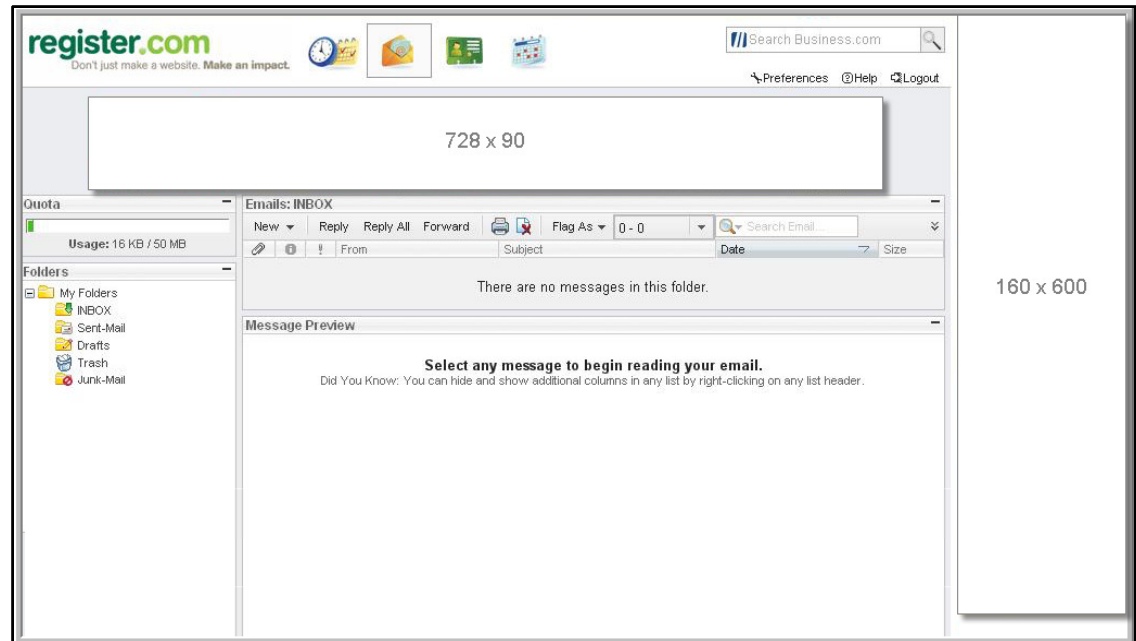 register.com
Don't just make a website. Make an impact.
Search Business.com
Preferences Help Logout
728 x 90
160 x 600
Quota
Usage: 16 KB / 50 MB
Folders
My Folders
INBOX
Sent-Mail
Drafts
Trash
Junk-Mail
Emails: INBOX
New Reply Reply All Forward Flag As 0 - 0 Search Email...
! From Subject Date Size
There are no messages in this folder.
Message Preview
Select any message to begin reading your email.
Did You Know: You can hide and show additional columns in any list by right-clicking on any list header.